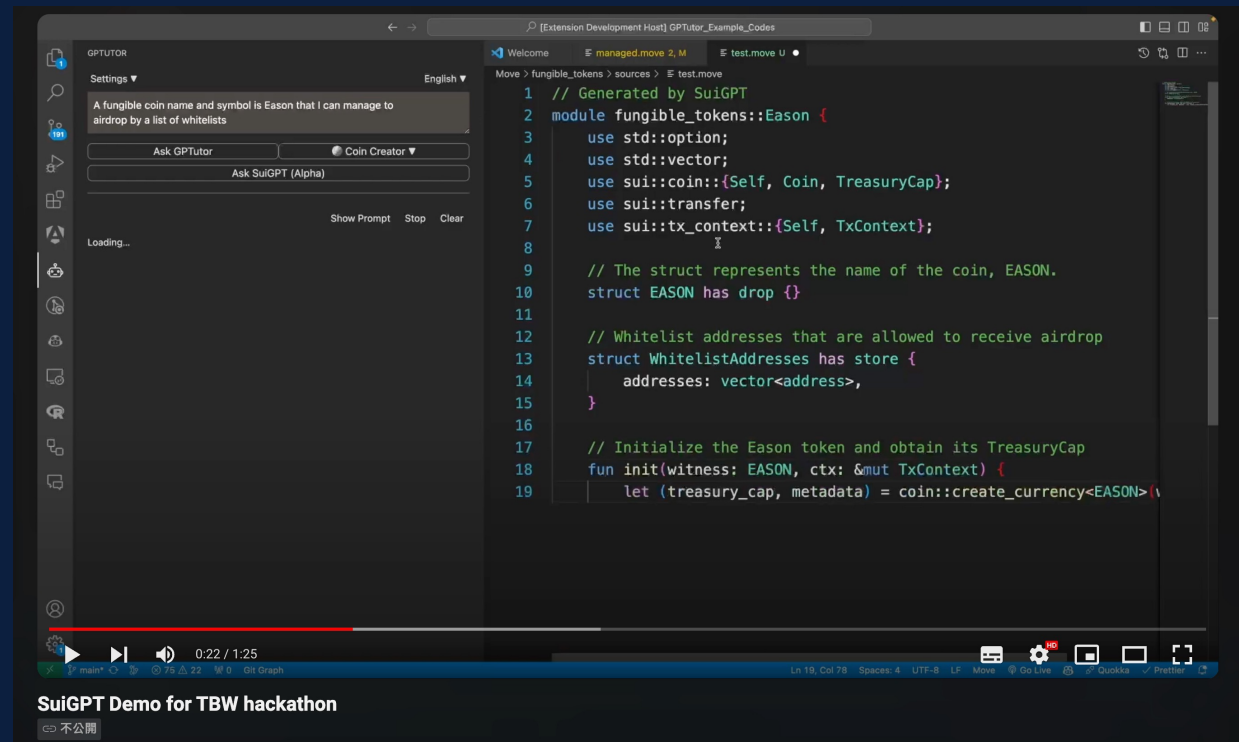 [Extension Development Host] GPTutor_Example_Codes
GPTUTOR
Settings ▼
English ▼
A fungible coin name and symbol is Eason that I can manage to
airdrop by a list of whitelists
Ask GPTutor
Coin Creator ▼
Ask SuiGPT (Alpha)
Show Prompt Stop Clear
Loading...
1
191
1
Welcome
managed.move 2, M
test.move U ●
Move > fungible_tokens > sources > test.move
1 // Generated by SuiGPT
2 module fungible_tokens::Eason {
3 use std::option;
4 use std::vector;
5 use sui::coin::{Self, Coin, TreasuryCap};
6 use sui::transfer;
7 use sui::tx_context::{Self, TxContext};
8
9 // The struct represents the name of the coin, EASON.
10 struct EASON has drop {}
11
12 // Whitelist addresses that are allowed to receive airdrop
13 struct WhitelistAddresses has store {
14 addresses: vector<address>,
15 }
16
17 // Initialize the Eason token and obtain its TreasuryCap
18 fun init(witness: EASON, ctx: &mut TxContext) {
19 let (treasury_cap, metadata) = coin::create_currency<EASON>(w
0:22 / 1:25
HD
main* 75 22 0 Git Graph
Ln 19, Col 78 Spaces: 4 UTF-8 LF Move Go Live Quokka Prettier
SuiGPT Demo for TBW hackathon
不公開